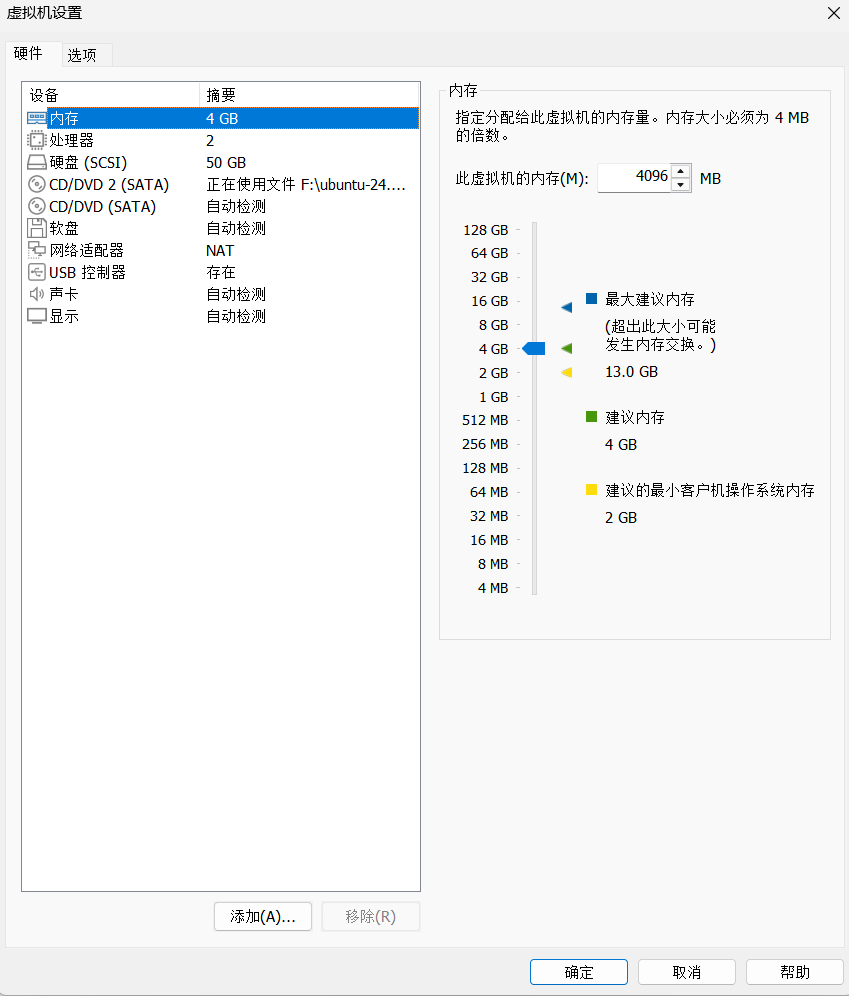 虚拟机设置
硬件 选项
设备 摘要
内存 4 GB
处理器 2
硬盘 (SCSI) 50 GB
CD/DVD 2 (SATA) 正在使用文件 F:\ubuntu-24....
CD/DVD (SATA) 自动检测
软盘 自动检测
网络适配器 NAT
USB 控制器 存在
声卡 自动检测
显示 自动检测
添加(A)... 移除(R)
内存
指定分配给此虚拟机的内存量。内存大小必须为 4 MB
的倍数。
此虚拟机的内存(M): 4096 MB
128 GB
64 GB
32 GB
16 GB
8 GB
4 GB
2 GB
1 GB
512 MB
256 MB
128 MB
64 MB
32 MB
16 MB
8 MB
4 MB
最大建议内存
(超出此大小可能
发生内存交换。)
13.0 GB
建议内存
4 GB
建议的最小客户机操作系统内存
2 GB
确定 取消 帮助